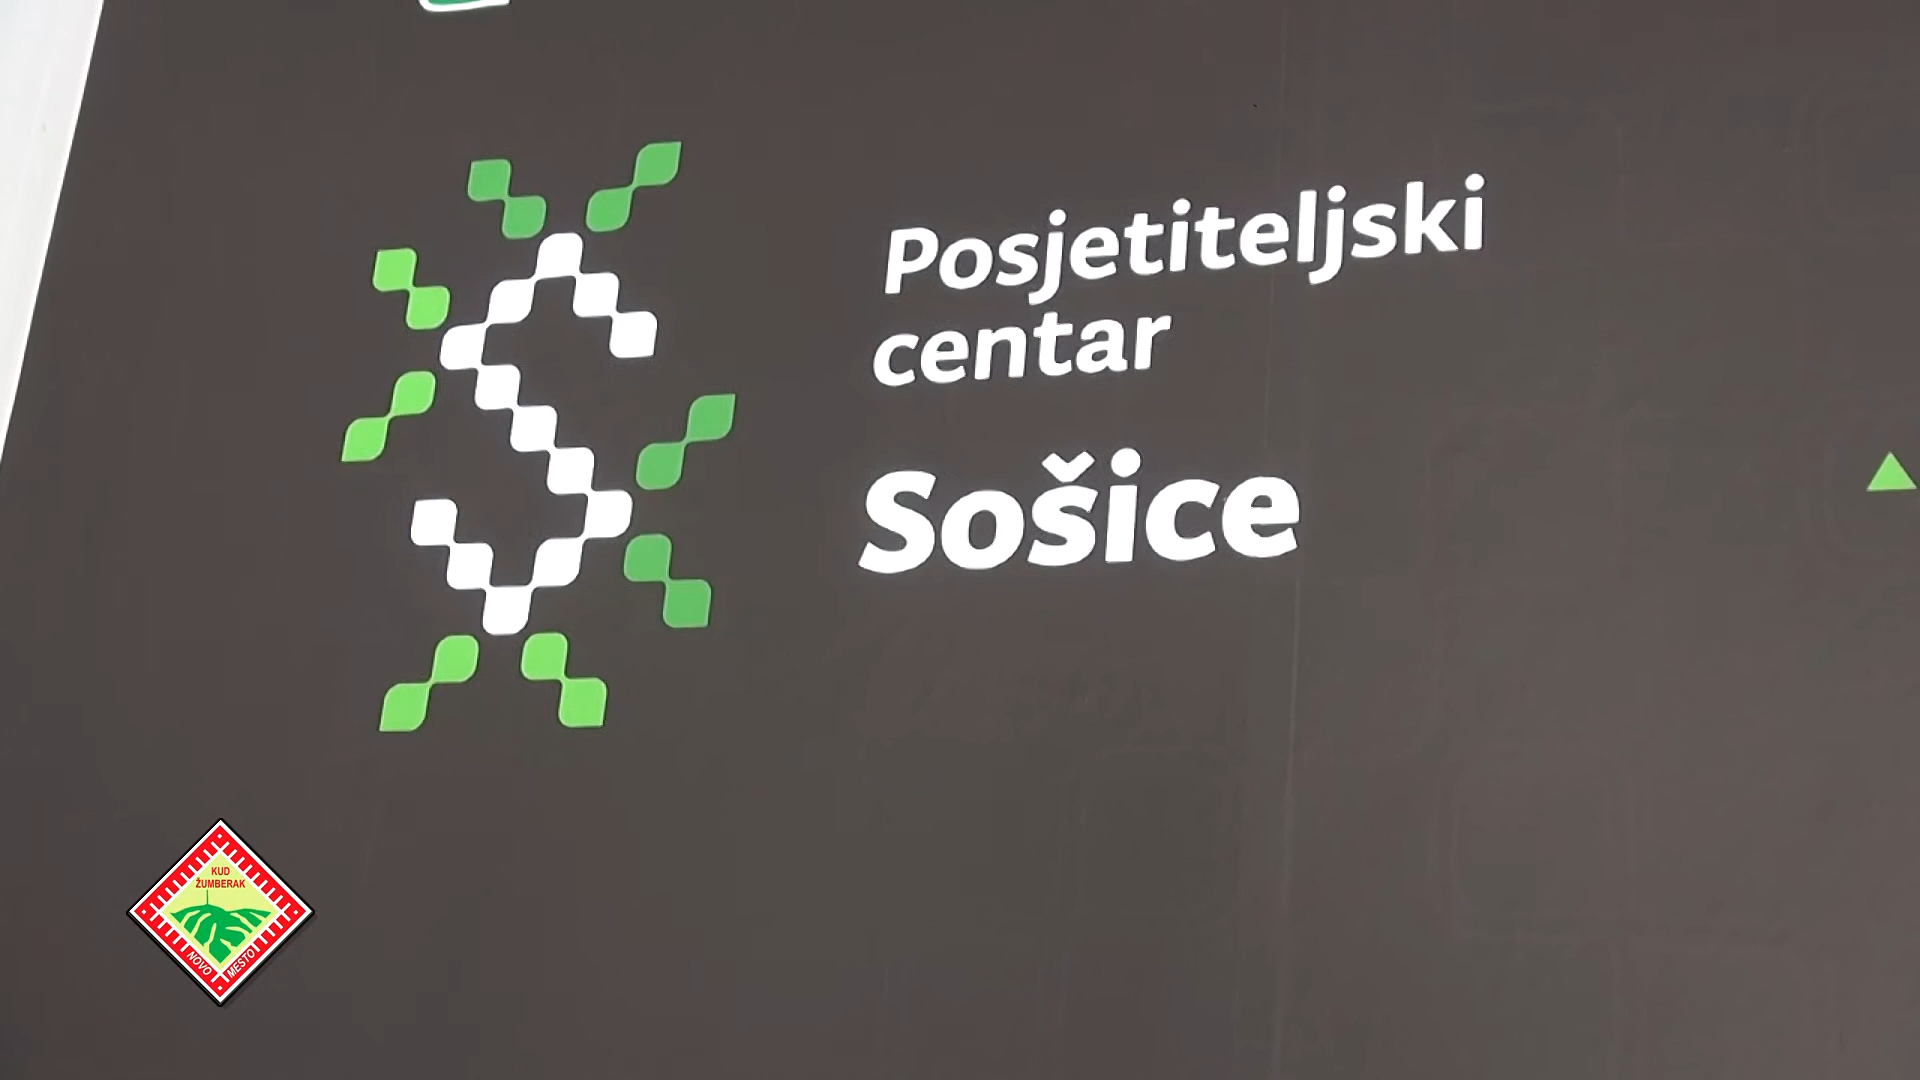 Posjetiteljski
centar
Sošice
KUD
ŽUMBERAK
NOVO
MESTO